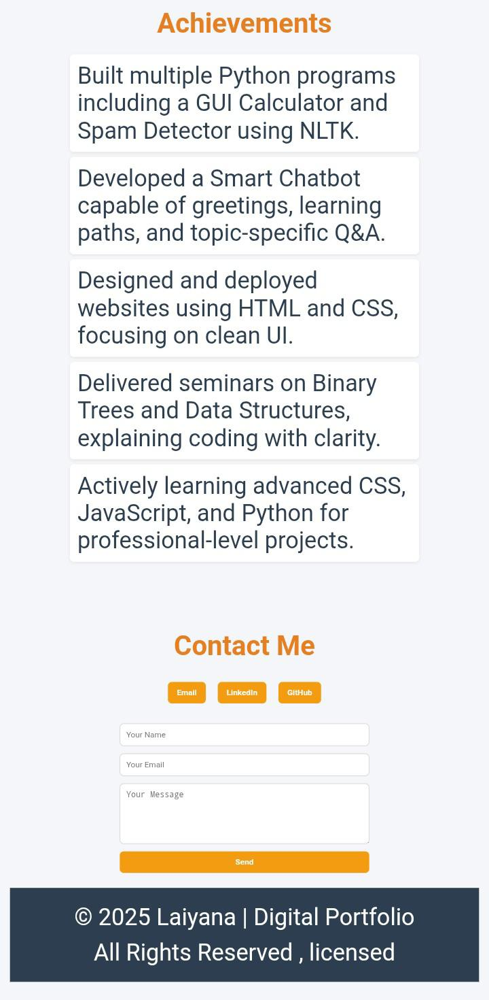 Achievements
Built multiple Python programs
including a GUI Calculator and
Spam Detector using NLTK.
Developed a Smart Chatbot
capable of greetings, learning
paths, and topic-specific Q&A.
Designed and deployed
websites using HTML and CSS,
focusing on clean UI.
Delivered seminars on Binary
Trees and Data Structures,
explaining coding with clarity.
Actively learning advanced CSS,
JavaScript, and Python for
professional-level projects.
Contact Me
Email LinkedIn GitHub
Your Name
Your Email
Your Message
Send
© 2025 Laiyana | Digital Portfolio
All Rights Reserved , licensed